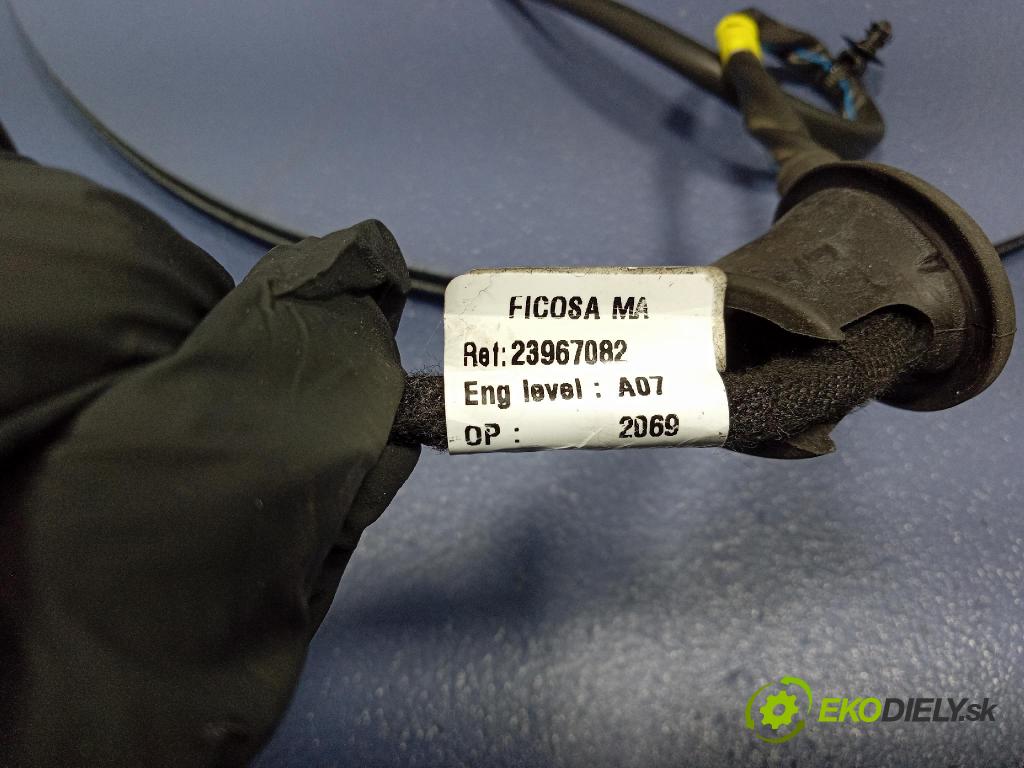 FICOSA MA
Ref: 23967082
Eng level : A07
OP : 2069
EKODIELY.sk